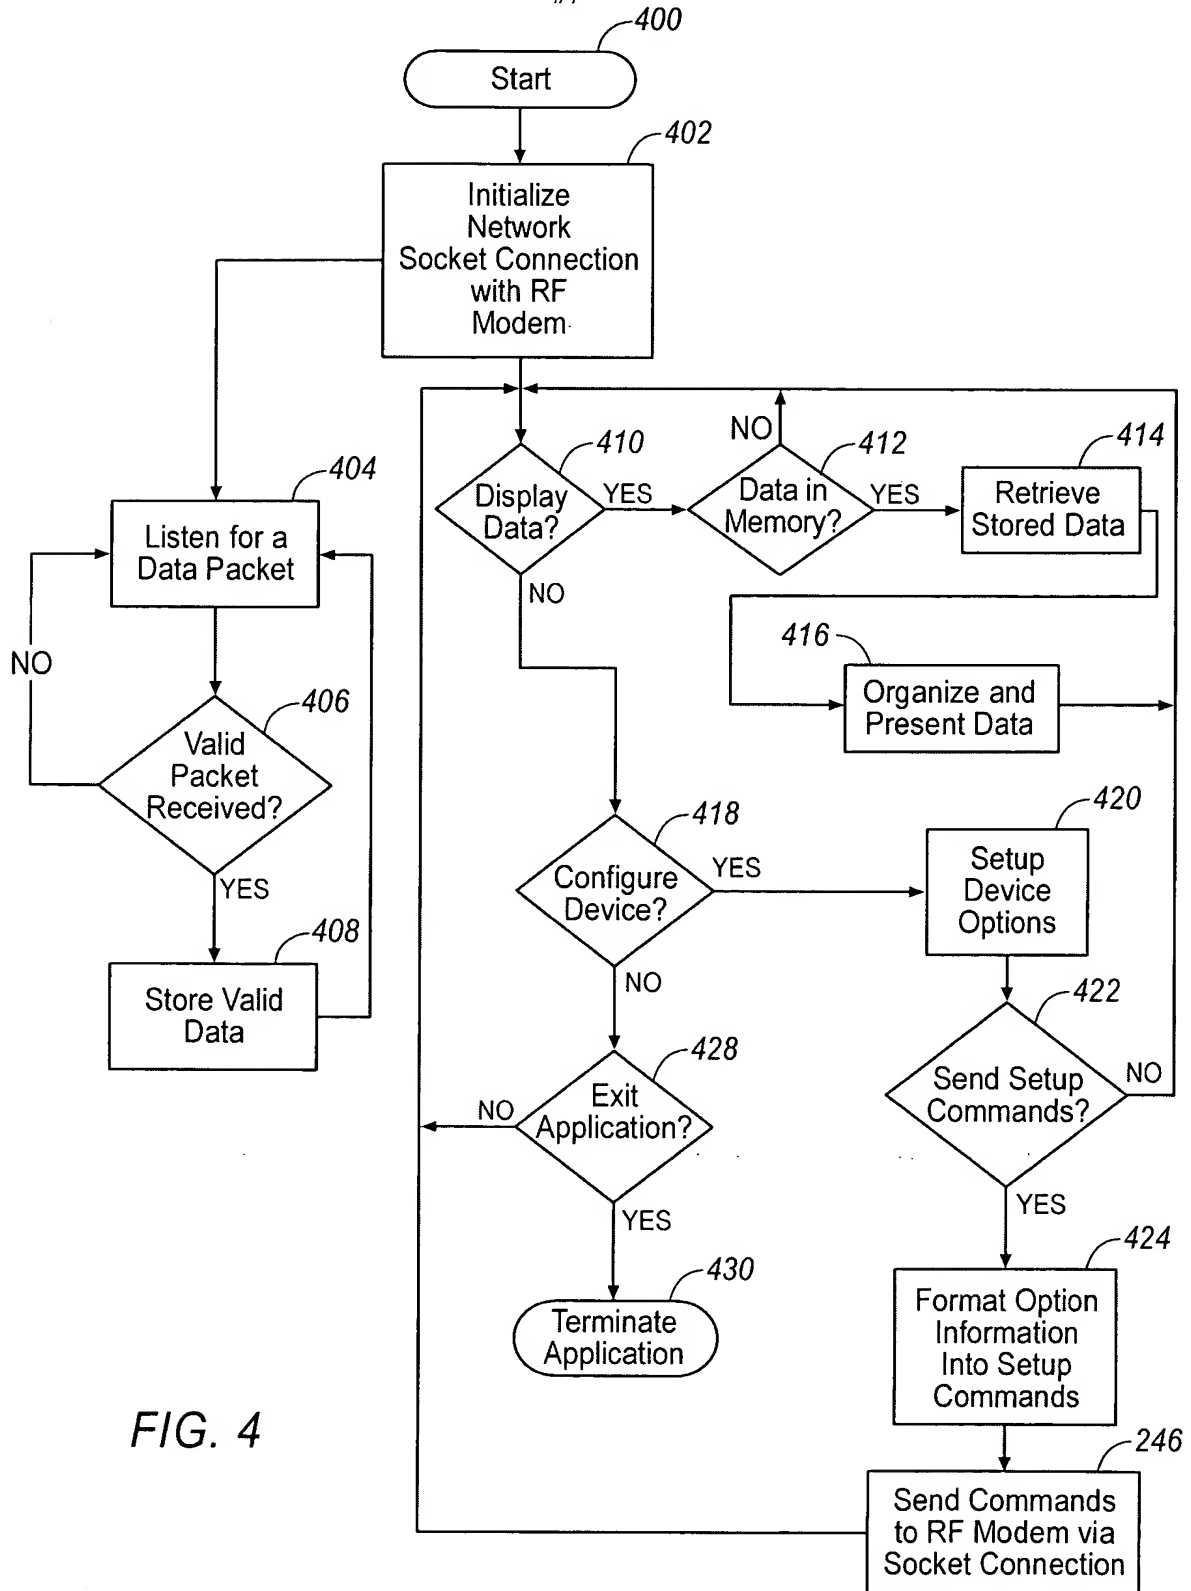 400
Start
402
Initialize
Network
Socket Connection
with RF
Modem
404
Listen for a
Data Packet
NO
406
Valid
Packet
Received?
YES
408
Store Valid
Data
410
Display
Data?
YES
NO
NO
412
Data in
Memory?
YES
414
Retrieve
Stored Data
416
Organize and
Present Data
418
Configure
Device?
YES
NO
420
Setup
Device
Options
422
Send Setup
Commands?
NO
YES
428
Exit
Application?
NO
YES
430
Terminate
Application
424
Format Option
Information
Into Setup
Commands
246
Send Commands
to RF Modem via
Socket Connection
FIG. 4